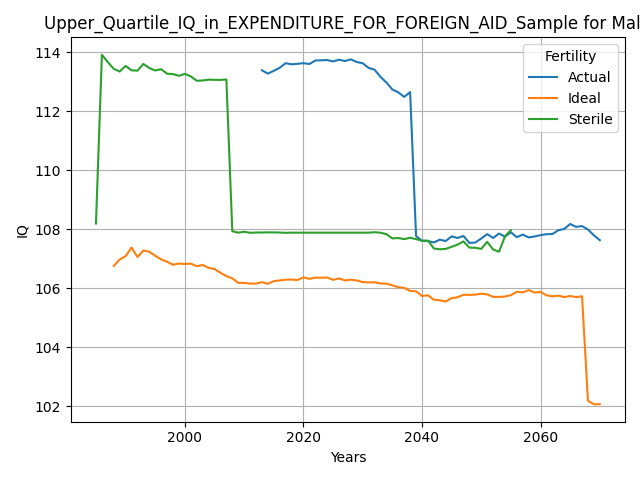 Upper_Quartile_IQ_in_EXPENDITURE_FOR_FOREIGN_AID_Sample for Mal
Fertility
Actual
Ideal
Sterile
114
112
110
108
106
104
102
IQ
2000
2020
2040
2060
Years